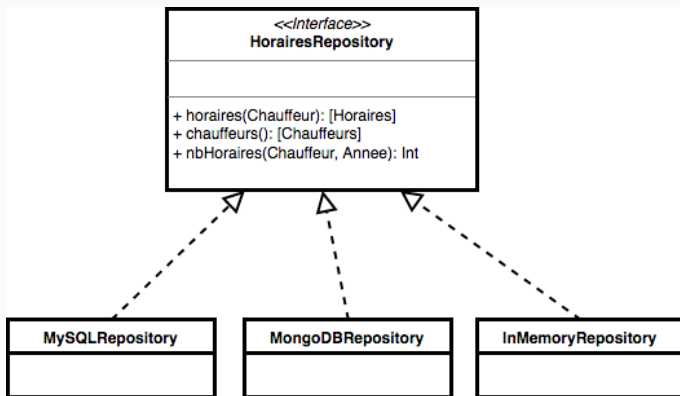 <<Interface>>
HorairesRepository
+ horaires(Chauffeur): [Horaires]
+ chauffeurs(): [Chauffeurs]
+ nbHoraires(Chauffeur, Annee): Int
MySQLRepository
MongoDBRepository
InMemoryRepository